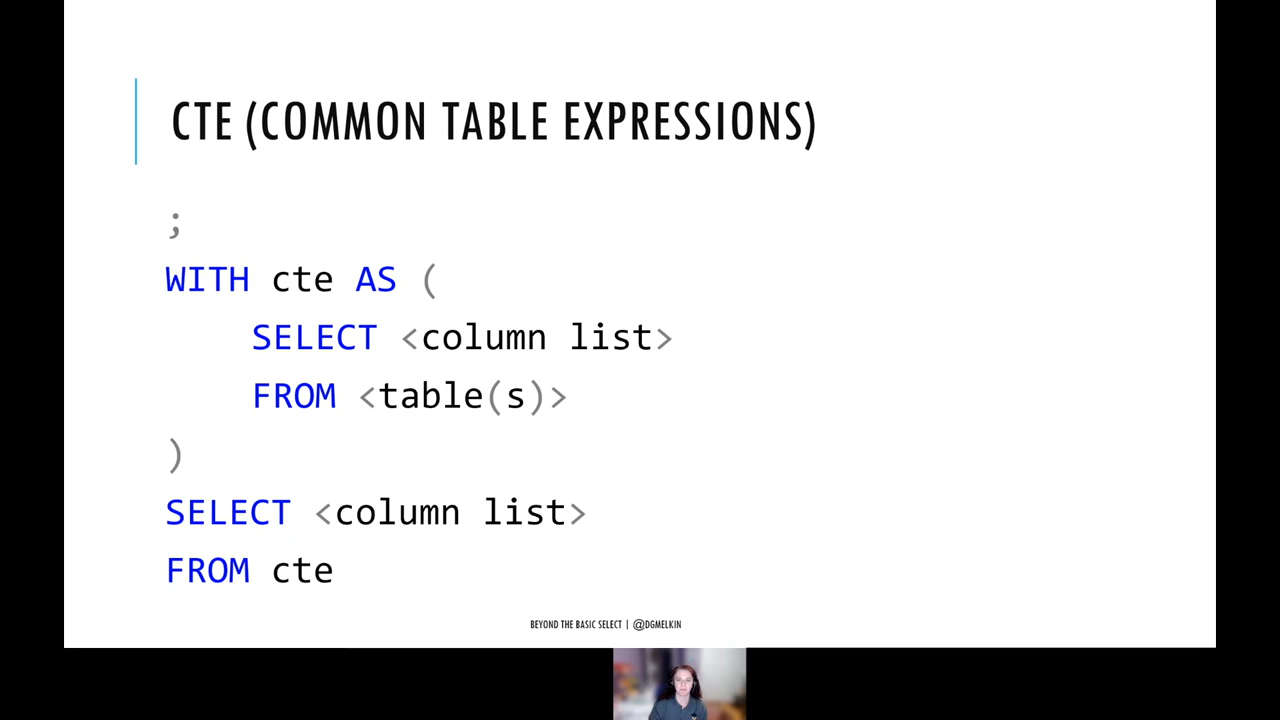 CTE (COMMON TABLE EXPRESSIONS)
;
WITH cte AS (
SELECT <column list>
FROM <table(s)>
)
SELECT <column list>
FROM cte
BEYOND THE BASIC SELECT | @DGMELKIN